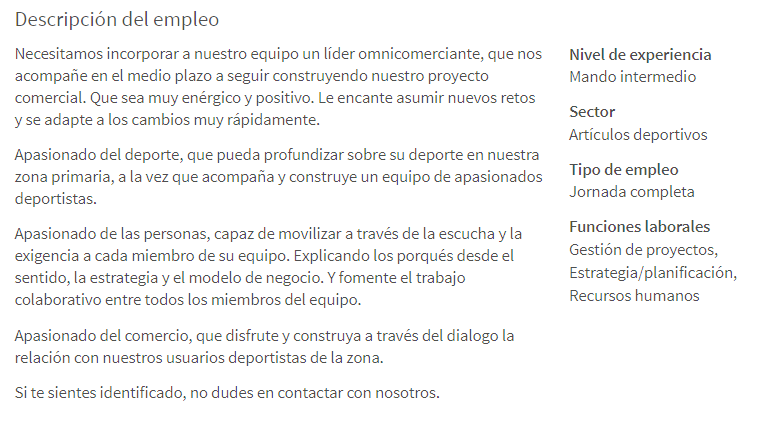 Descripción del empleo
Necesitamos incorporar a nuestro equipo un líder omnicomerciante, que nos
acompañe en el medio plazo a seguir construyendo nuestro proyecto
comercial. Que sea muy enérgico y positivo. Le encante asumir nuevos retos
y se adapte a los cambios muy rápidamente.
Apasionado del deporte, que pueda profundizar sobre su deporte en nuestra
zona primaria, a la vez que acompaña y construye un equipo de apasionados
deportistas.
Apasionado de las personas, capaz de movilizar a través de la escucha y la
exigencia a cada miembro de su equipo. Explicando los porqués desde el
sentido, la estrategia y el modelo de negocio. Y fomente el trabajo
colaborativo entre todos los miembros del equipo.
Apasionado del comercio, que disfrute y construya a través del dialogo la
relación con nuestros usuarios deportistas de la zona.
Si te sientes identificado, no dudes en contactar con nosotros.
Nivel de experiencia
Mando intermedio
Sector
Artículos deportivos
Tipo de empleo
Jornada completa
Funciones laborales
Gestión de proyectos,
Estrategia/planificación,
Recursos humanos